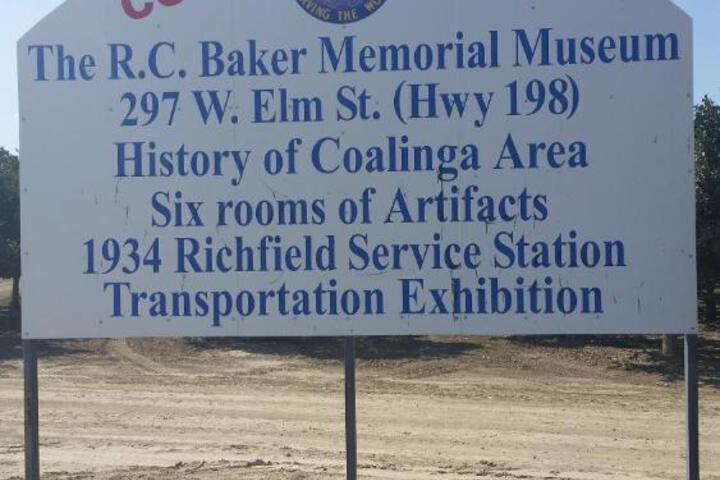 The R.C. Baker Memorial Museum
297 W. Elm St. (Hwy 198)
History of Coalinga Area
Six rooms of Artifacts
1934 Richfield Service Station
Transportation Exhibition